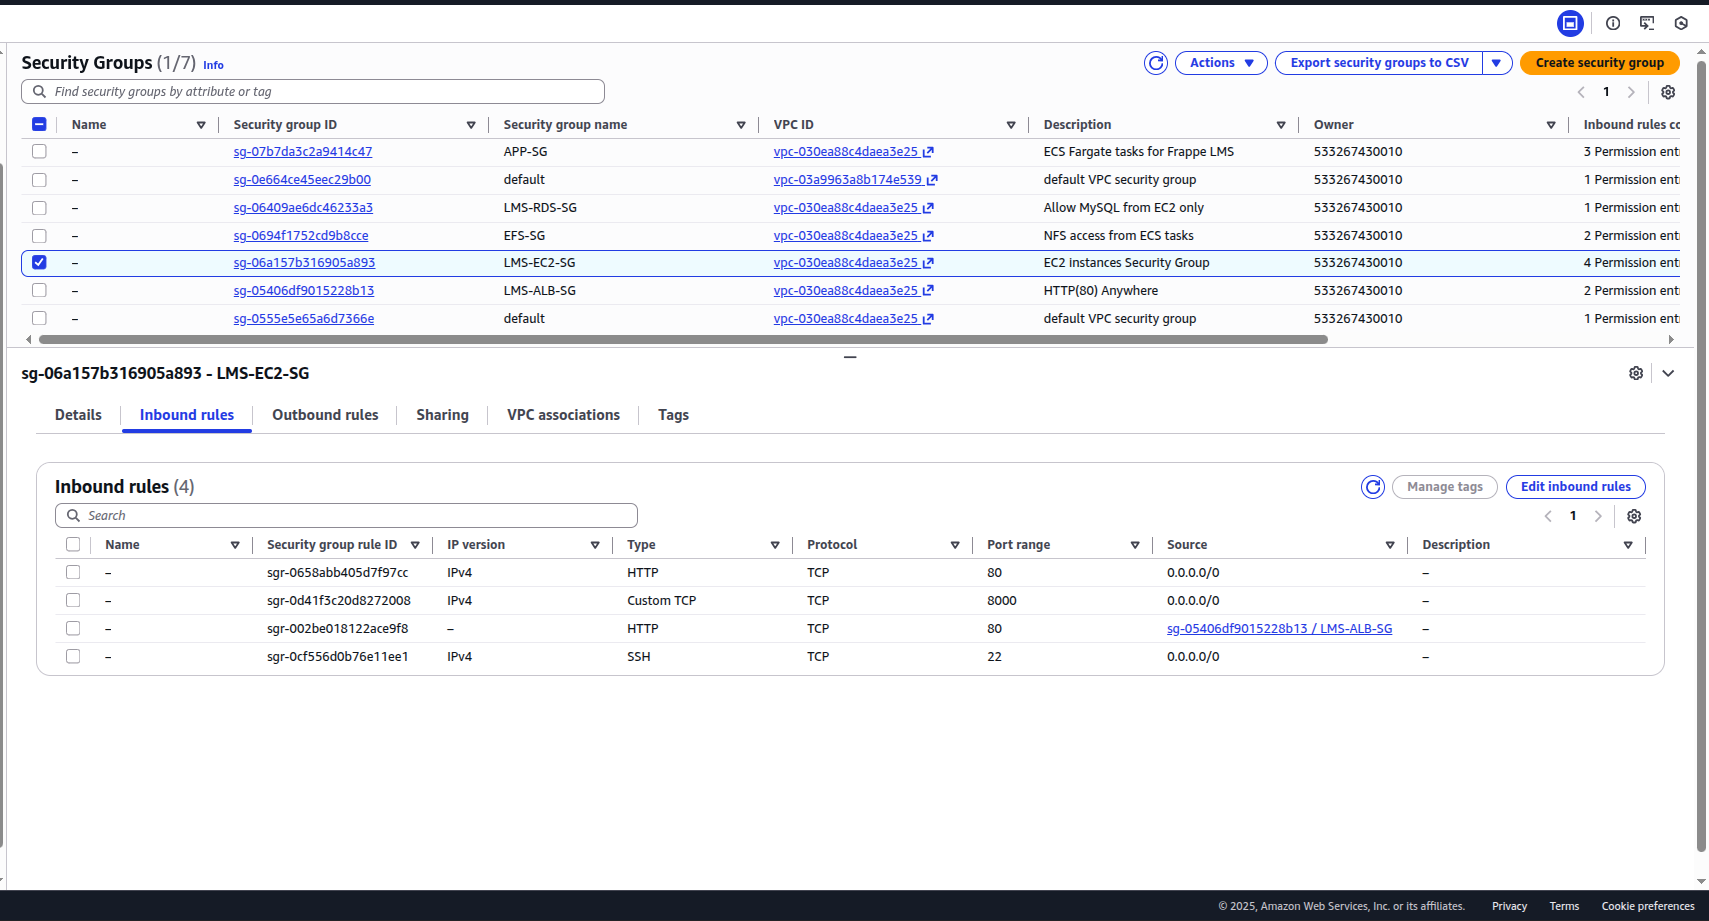 Security Groups (1/7) Info
Actions Export security groups to CSV Create security group
Find security groups by attribute or tag
1
Name Security group ID Security group name VPC ID Description Owner Inbound rules co
– sg-07b7da3c2a9414c47 APP-SG vpc-030ea88c4daea3e25 ECS Fargate tasks for Frappe LMS 533267430010 3 Permission ent
– sg-0e664ce45eec29b00 default vpc-03a9963a8b174e539 default VPC security group 533267430010 1 Permission ent
– sg-06409ae6dc46233a3 LMS-RDS-SG vpc-030ea88c4daea3e25 Allow MySQL from EC2 only 533267430010 1 Permission ent
– sg-0694f1752cd9b8cce EFS-SG vpc-030ea88c4daea3e25 NFS access from ECS tasks 533267430010 2 Permission ent
– sg-06a157b316905a893 LMS-EC2-SG vpc-030ea88c4daea3e25 EC2 instances Security Group 533267430010 4 Permission ent
– sg-05406df9015228b13 LMS-ALB-SG vpc-030ea88c4daea3e25 HTTP(80) Anywhere 533267430010 2 Permission ent
– sg-0555e5e65a6d7366e default vpc-030ea88c4daea3e25 default VPC security group 533267430010 1 Permission ent
sg-06a157b316905a893 - LMS-EC2-SG
Details Inbound rules Outbound rules Sharing VPC associations Tags
Inbound rules (4)
Manage tags Edit inbound rules
Search
1
Name Security group rule ID IP version Type Protocol Port range Source Description
– sgr-0658abb405d7f97cc IPv4 HTTP TCP 80 0.0.0.0/0 –
– sgr-0d41f3c20d8272008 IPv4 Custom TCP TCP 8000 0.0.0.0/0 –
– sgr-002be018122ace9f8 – HTTP TCP 80 sg-05406df9015228b13 / LMS-ALB-SG –
– sgr-0cf556d0b76e11ee1 IPv4 SSH TCP 22 0.0.0.0/0 –
© 2025, Amazon Web Services, Inc. or its affiliates. Privacy Terms Cookie preferences